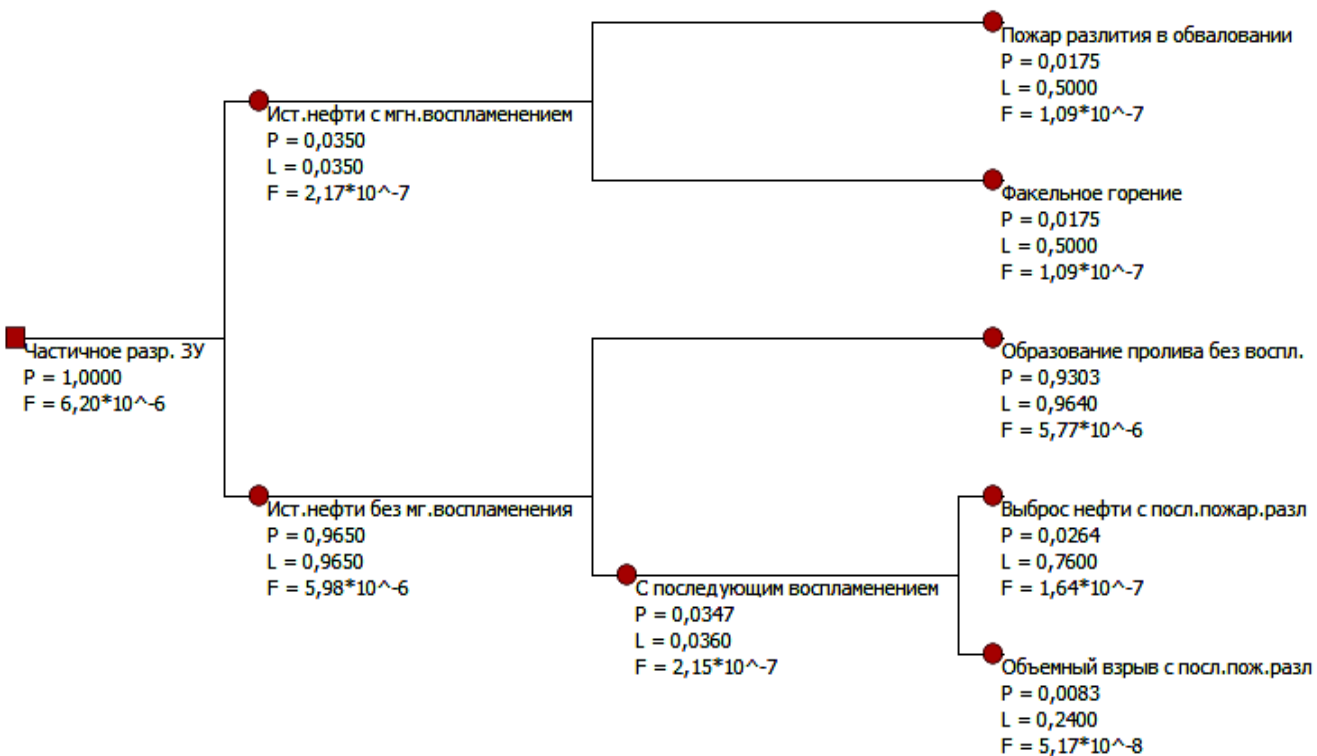 Пожар разлития в обваловании
P = 0,0175
L = 0,5000
F = 1,09*10^-7
Ист.нефти с мгн.воспламенением
P = 0,0350
L = 0,0350
F = 2,17*10^-7
Факельное горение
P = 0,0175
L = 0,5000
F = 1,09*10^-7
Частичное разр. ЗУ
P = 1,0000
F = 6,20*10^-6
Образование пролива без воспл.
P = 0,9303
L = 0,9640
F = 5,77*10^-6
Ист.нефти без мг.воспламенения
P = 0,9650
L = 0,9650
F = 5,98*10^-6
Выброс нефти с посл.пожар.разл
P = 0,0264
L = 0,7600
F = 1,64*10^-7
С последующим воспламенением
P = 0,0347
L = 0,0360
F = 2,15*10^-7
Объемный взрыв с посл.пож.разл
P = 0,0083
L = 0,2400
F = 5,17*10^-8